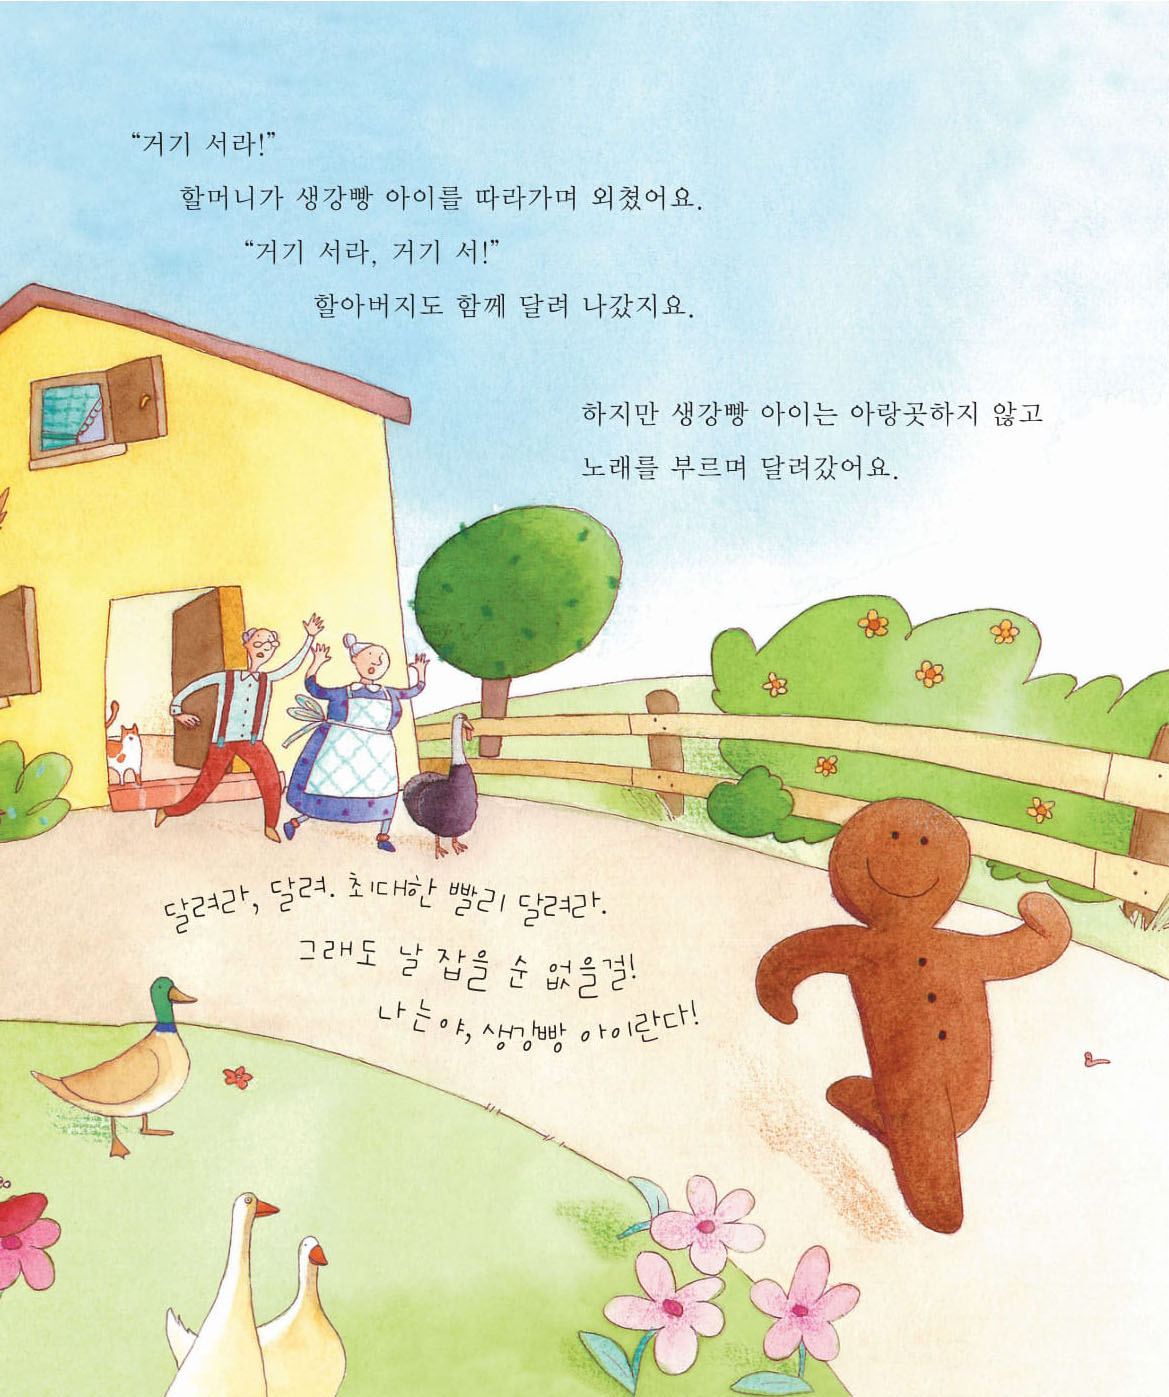 “거기 서라!”
할머니가 생강빵 아이를 따라가며 외쳤어요.
“거기 서라, 거기 서!”
할아버지도 함께 달려 나갔지요.
하지만 생강빵 아이는 아랑곳하지 않고
노래를 부르며 달려갔어요.
달려라, 달려. 최대한 빨리 달려라.
그래도 날 잡을 순 없을걸!
나는야, 생강빵 아이란다!